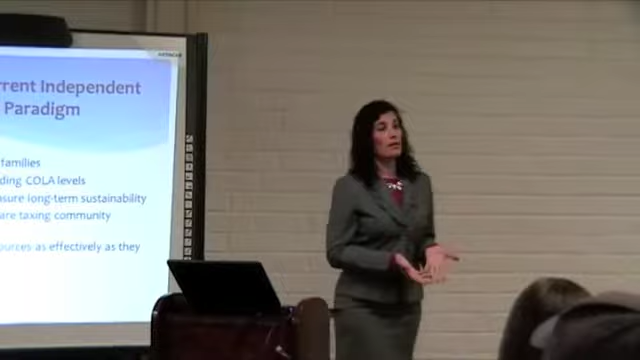 HITACHI
rrent Independent
Paradigm
families
ding COLA levels
nsure long-term sustainability
are taxing community
ources as effectively as they